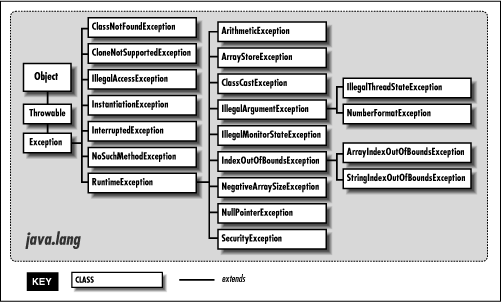 Object
Throwable
Exception
ClassNotFoundException
CloneNotSupportedException
IllegalAccessException
InstantiationException
InterruptedException
NoSuchMethodException
RuntimeException
ArithmeticException
ArrayStoreException
ClassCastException
IllegalArgumentException
IllegalMonitorStateException
IndexOutOfBoundsException
NegativeArraySizeException
NullPointerException
SecurityException
IllegalThreadStateException
NumberFormatException
ArrayIndexOutOfBoundsException
StringIndexOutOfBoundsException
java.lang
KEY
CLASS
extends